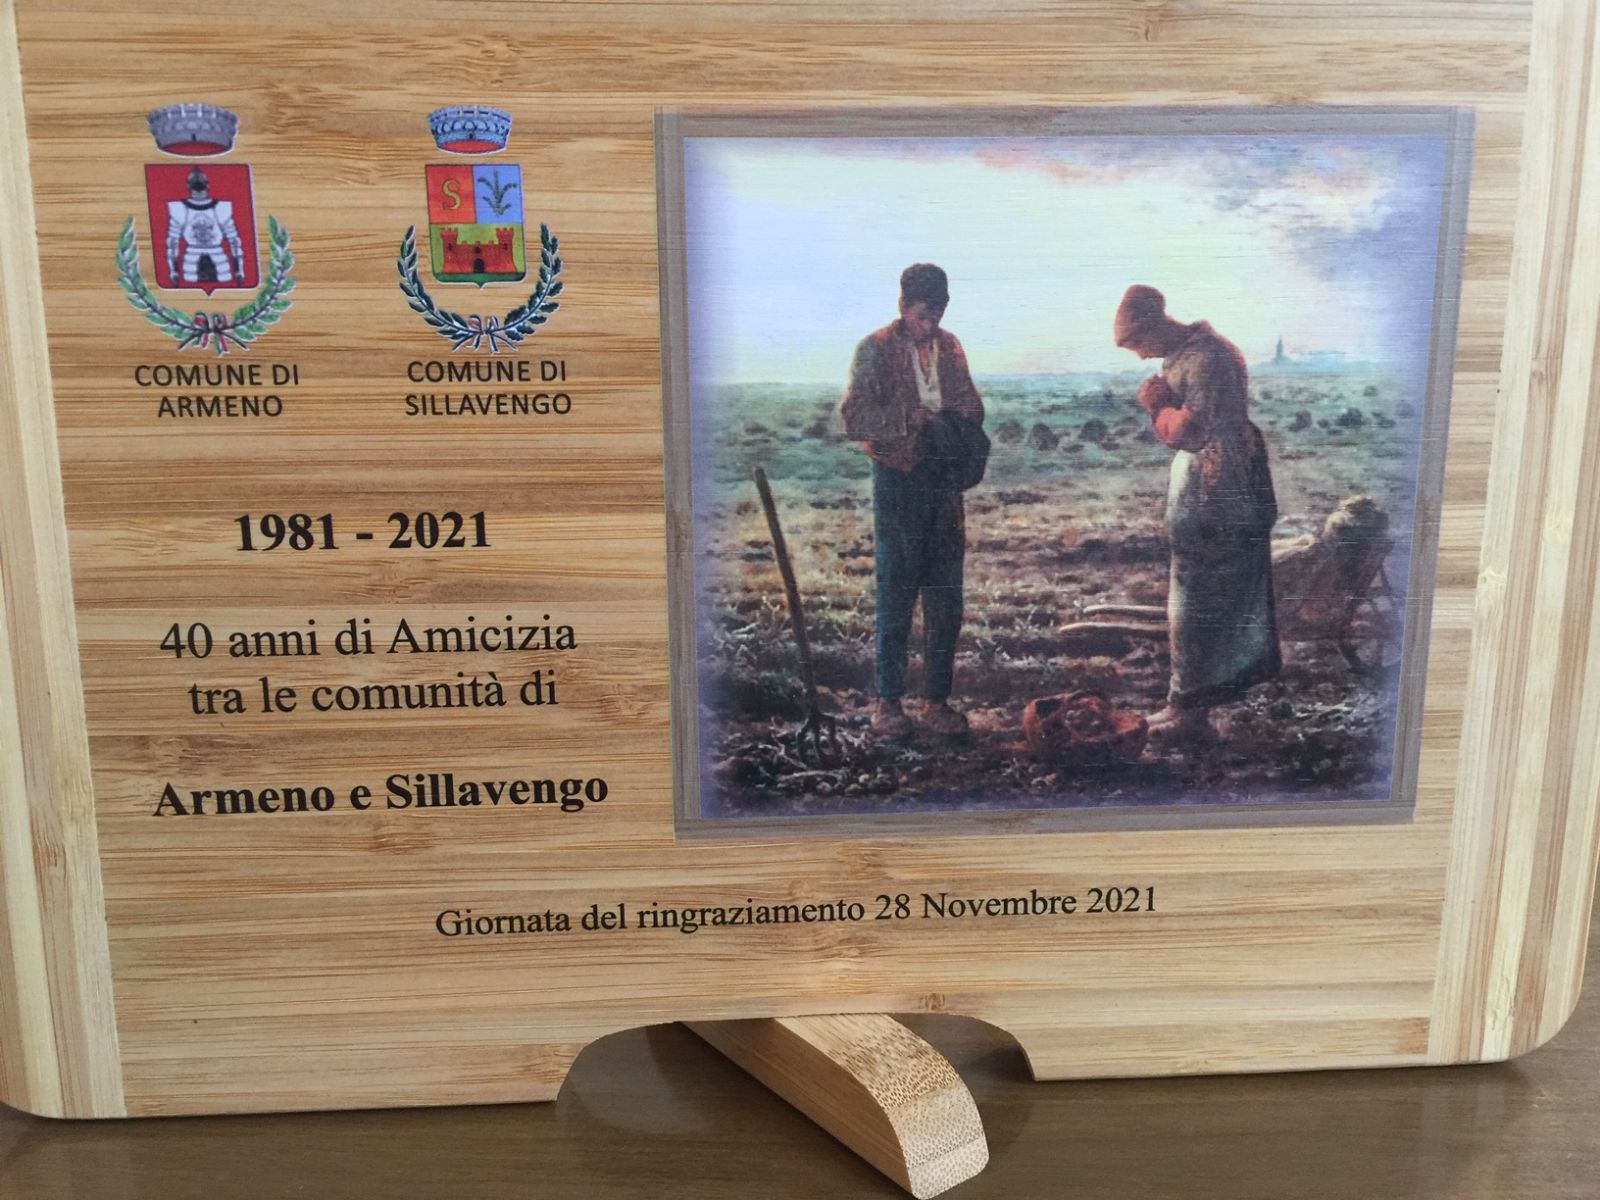 COMUNE DI
ARMENO
S
COMUNE DI
SILLAVENGO
1981 - 2021
40 anni di Amicizia
tra le comunità di
Armeno e Sillavengo
Giornata del ringraziamento 28 Novembre 2021